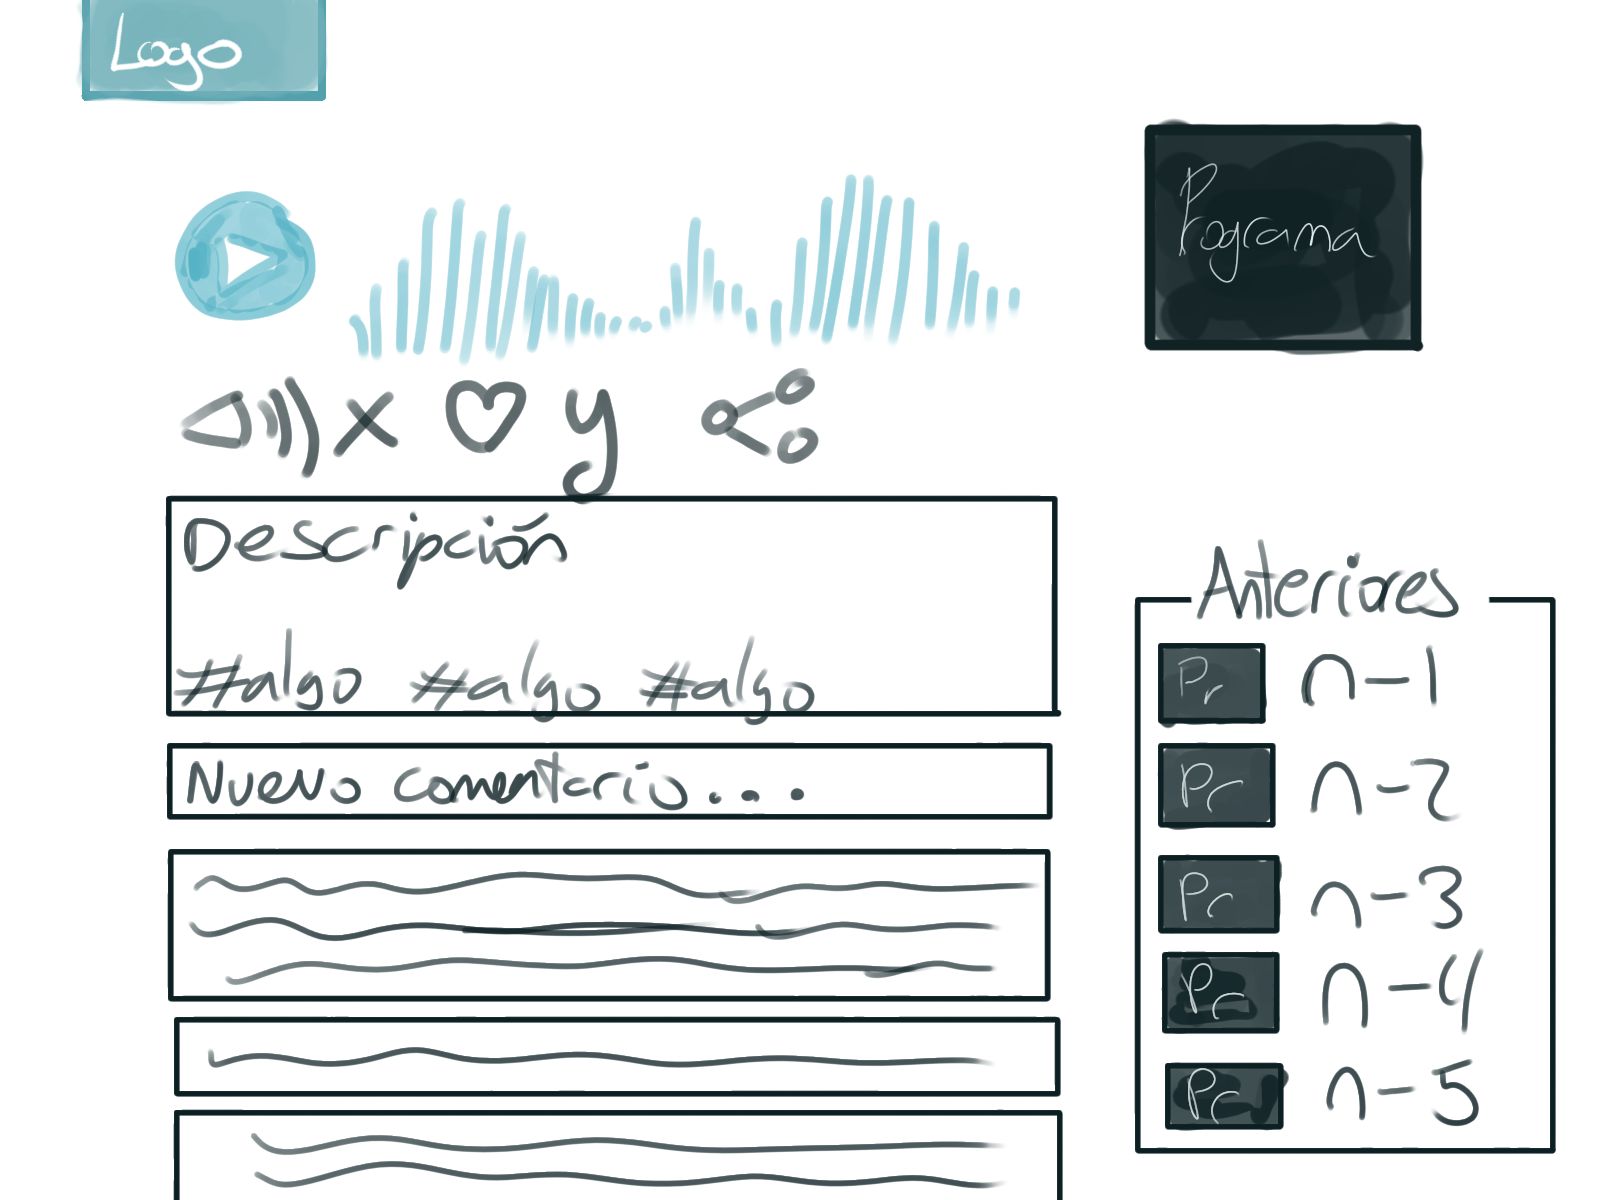 Logo
Programa
x y
Descripción
#algo #algo #algo
Nuevo comentario...
Anteriores
Pr n-1
Pr n-2
Pr n-3
Pr n-4
Pr n-5